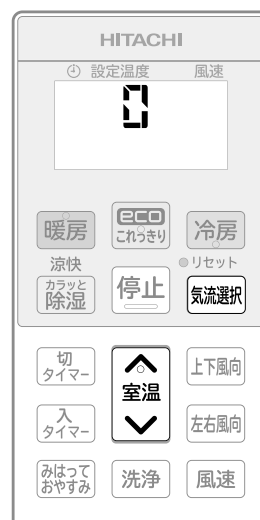 HITACHI
設定温度 風速
0
暖房
eco
これっきり
冷房
涼快
リセット
カラッと
除湿
停止
気流選択
切
タイマー
室温
上下風向
入
タイマー
左右風向
みはって
おやすみ
洗浄
風速